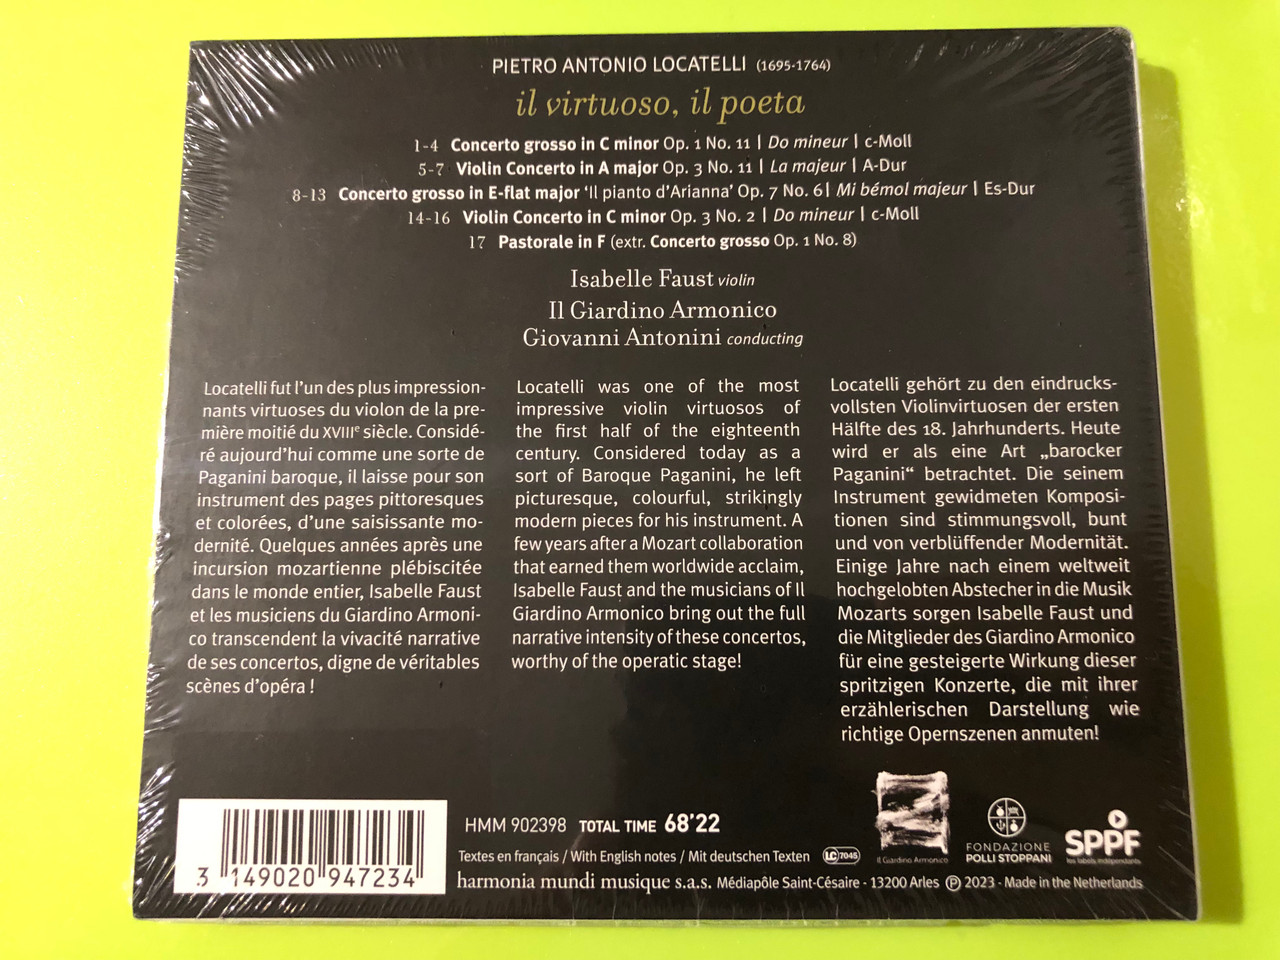 PIETRO ANTONIO LOCATELLI (1695-1764)
il virtuoso, il poeta
1-4 Concerto grosso in C minor Op. 1 No. 11 | Do mineur | c-Moll
5-7 Violin Concerto in A major Op. 3 No. 11 | La majeur | A-Dur
8-13 Concerto grosso in E-flat major ‘Il pianto d’Arianna’ Op. 7 No. 6| Mi bémol majeur | Es-Dur
14-16 Violin Concerto in C minor Op. 3 No. 2 | Do mineur | c-Moll
17 Pastorale in F (extr. Concerto grosso Op. 1 No. 8)
Isabelle Faust violin
Il Giardino Armonico
Giovanni Antonini conducting
Locatelli fut l’un des plus impression-
nants virtuoses du violon de la pre-
mière moitié du XVIIIe siècle. Considé-
ré aujourd’hui comme une sorte de
Paganini baroque, il laisse pour son
instrument des pages pittoresques
et colorées, d’une saisissante mo-
dernité. Quelques années après une
incursion mozartienne plébiscitée
dans le monde entier, Isabelle Faust
et les musiciens du Giardino Armoni-
co transcendent la vivacité narrative
de ses concertos, digne de véritables
scènes d’opéra !
Locatelli was one of the most
impressive violin virtuosos of
the first half of the eighteenth
century. Considered today as a
sort of Baroque Paganini, he left
picturesque, colourful, strikingly
modern pieces for his instrument. A
few years after a Mozart collaboration
that earned them worldwide acclaim,
Isabelle Faust and the musicians of Il
Giardino Armonico bring out the full
narrative intensity of these concertos,
worthy of the operatic stage!
Locatelli gehört zu den eindrucks-
vollsten Violinvirtuosen der ersten
Hälfte des 18. Jahrhunderts. Heute
wird er als eine Art „barocker
Paganini“ betrachtet. Die seinem
Instrument gewidmeten Komposi-
tionen sind stimmungsvoll, bunt
und von verblüffender Modernität.
Einige Jahre nach einem weltweit
hochgelobten Abstecher in die Musik
Mozarts sorgen Isabelle Faust und
die Mitglieder des Giardino Armonico
für eine gesteigerte Wirkung dieser
spritzigen Konzerte, die mit ihrer
erzählerischen Darstellung wie
richtige Opernszenen anmuten!
3 149020 947234
HMM 902398 TOTAL TIME 68’22
Textes en français / With English notes / Mit deutschen Texten LC 7045
harmonia mundi musique s.a.s. Médiapôle Saint-Césaire - 13200 Arles ℗ 2023 - Made in the Netherlands
Il Giardino Armonico
FONDAZIONE
POLLI STOPPANI
SPPF
les labels indépendants